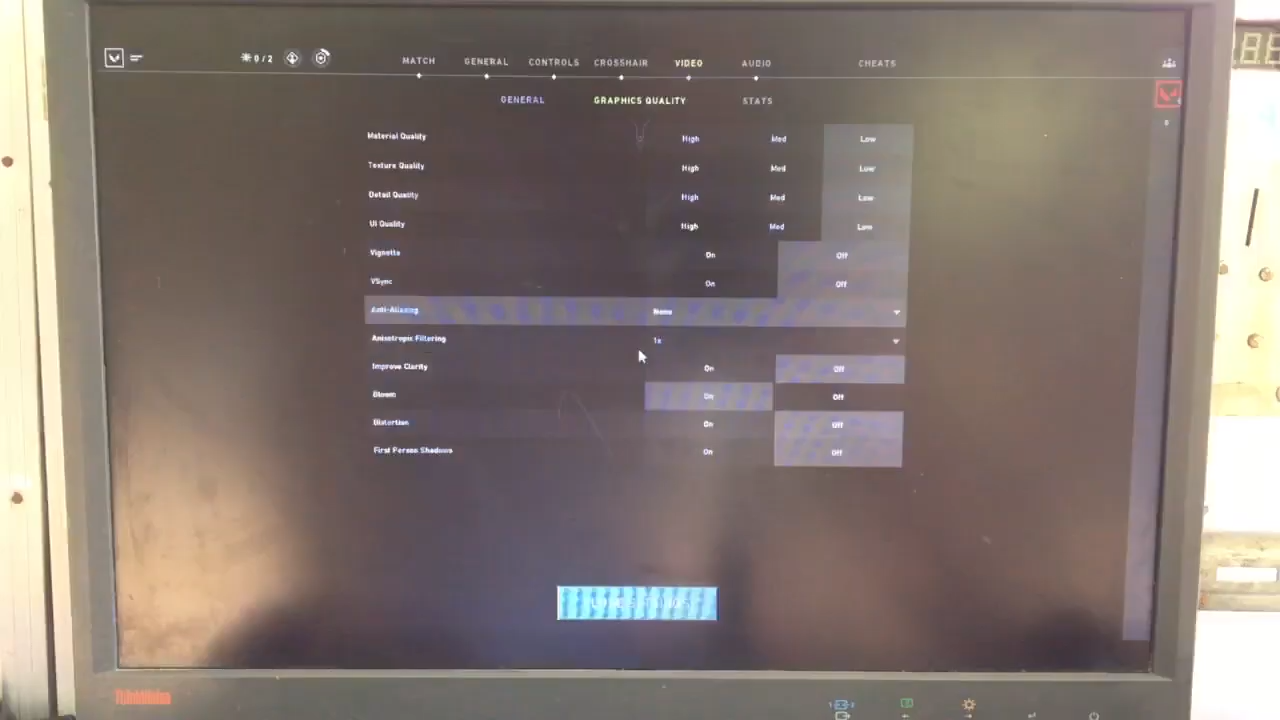 0 / 2
MATCH GENERAL CONTROLS CROSSHAIR VIDEO AUDIO CHEATS
GENERAL GRAPHICS QUALITY STATS
Material Quality High Med Low
Texture Quality High Med Low
Detail Quality High Med Low
UI Quality High Med Low
Vignette On Off
VSync On Off
Anti-Aliasing None
Anisotropic Filtering 1x
Improve Clarity On Off
Bloom On Off
Distortion On Off
First Person Shadows On Off
ThinkVision